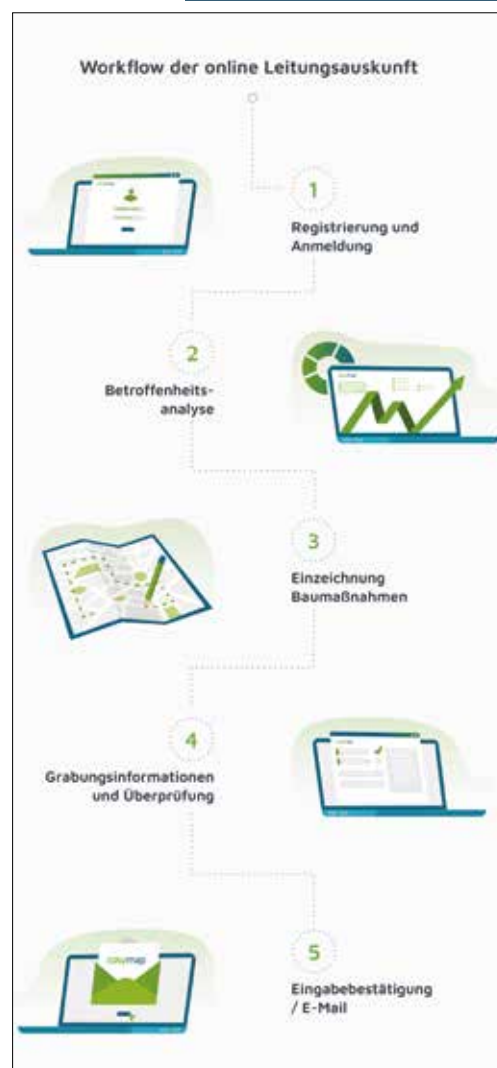 Workflow der online Leitungsauskunft
1
Registrierung und
Anmeldung
2
Betroffenheits-
analyse
3
Einzeichnung
Baumaßnahmen
4
Grabungsinformationen
und Überprüfung
5
Eingabebestätigung
/ E-Mail